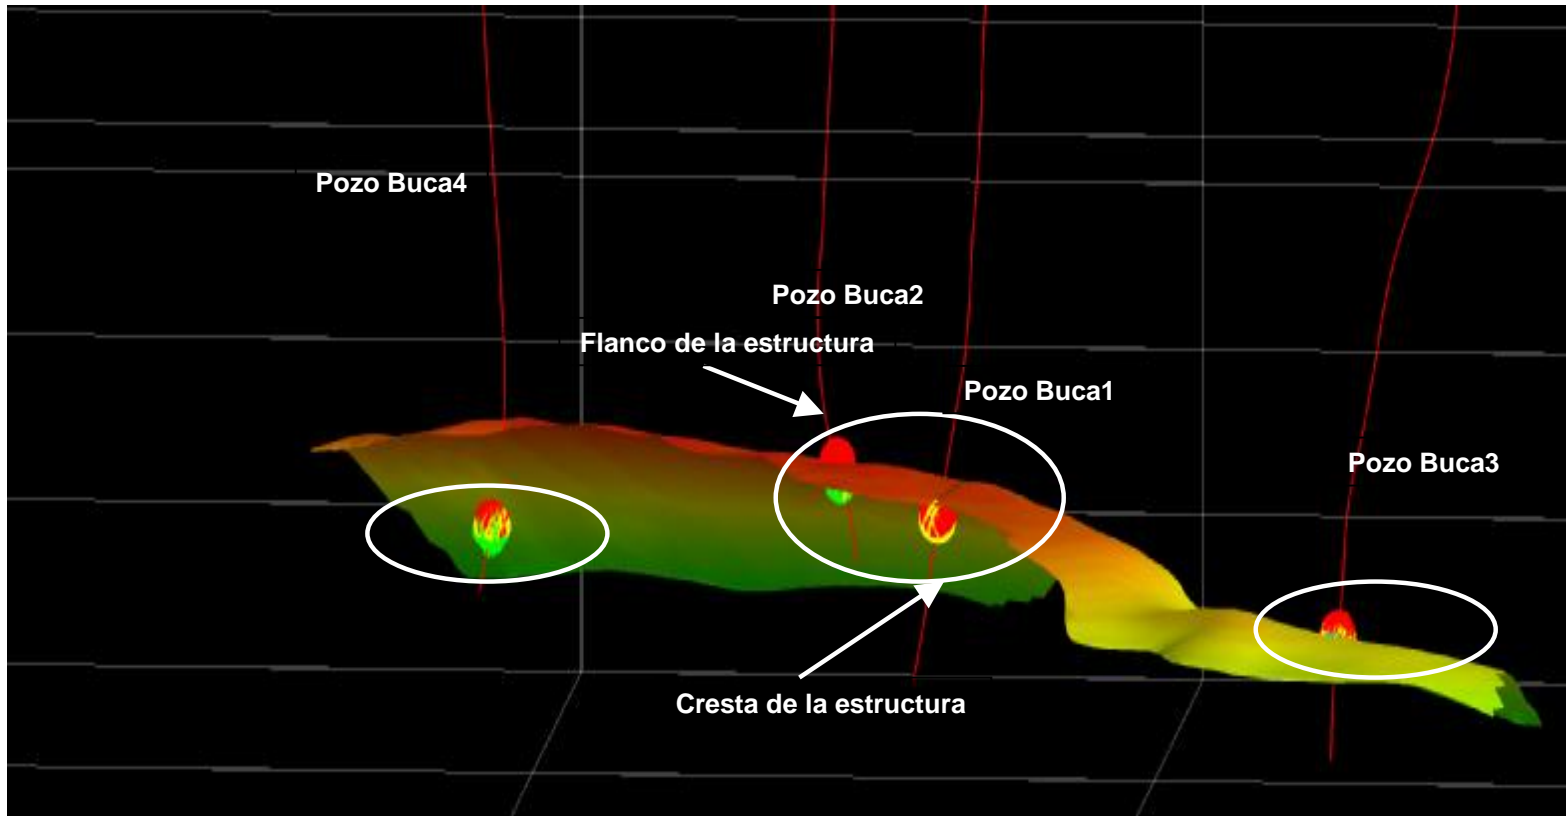 Pozo Buca4
Pozo Buca2
Flanco de la estructura
Pozo Buca1
Pozo Buca3
Cresta de la estructura